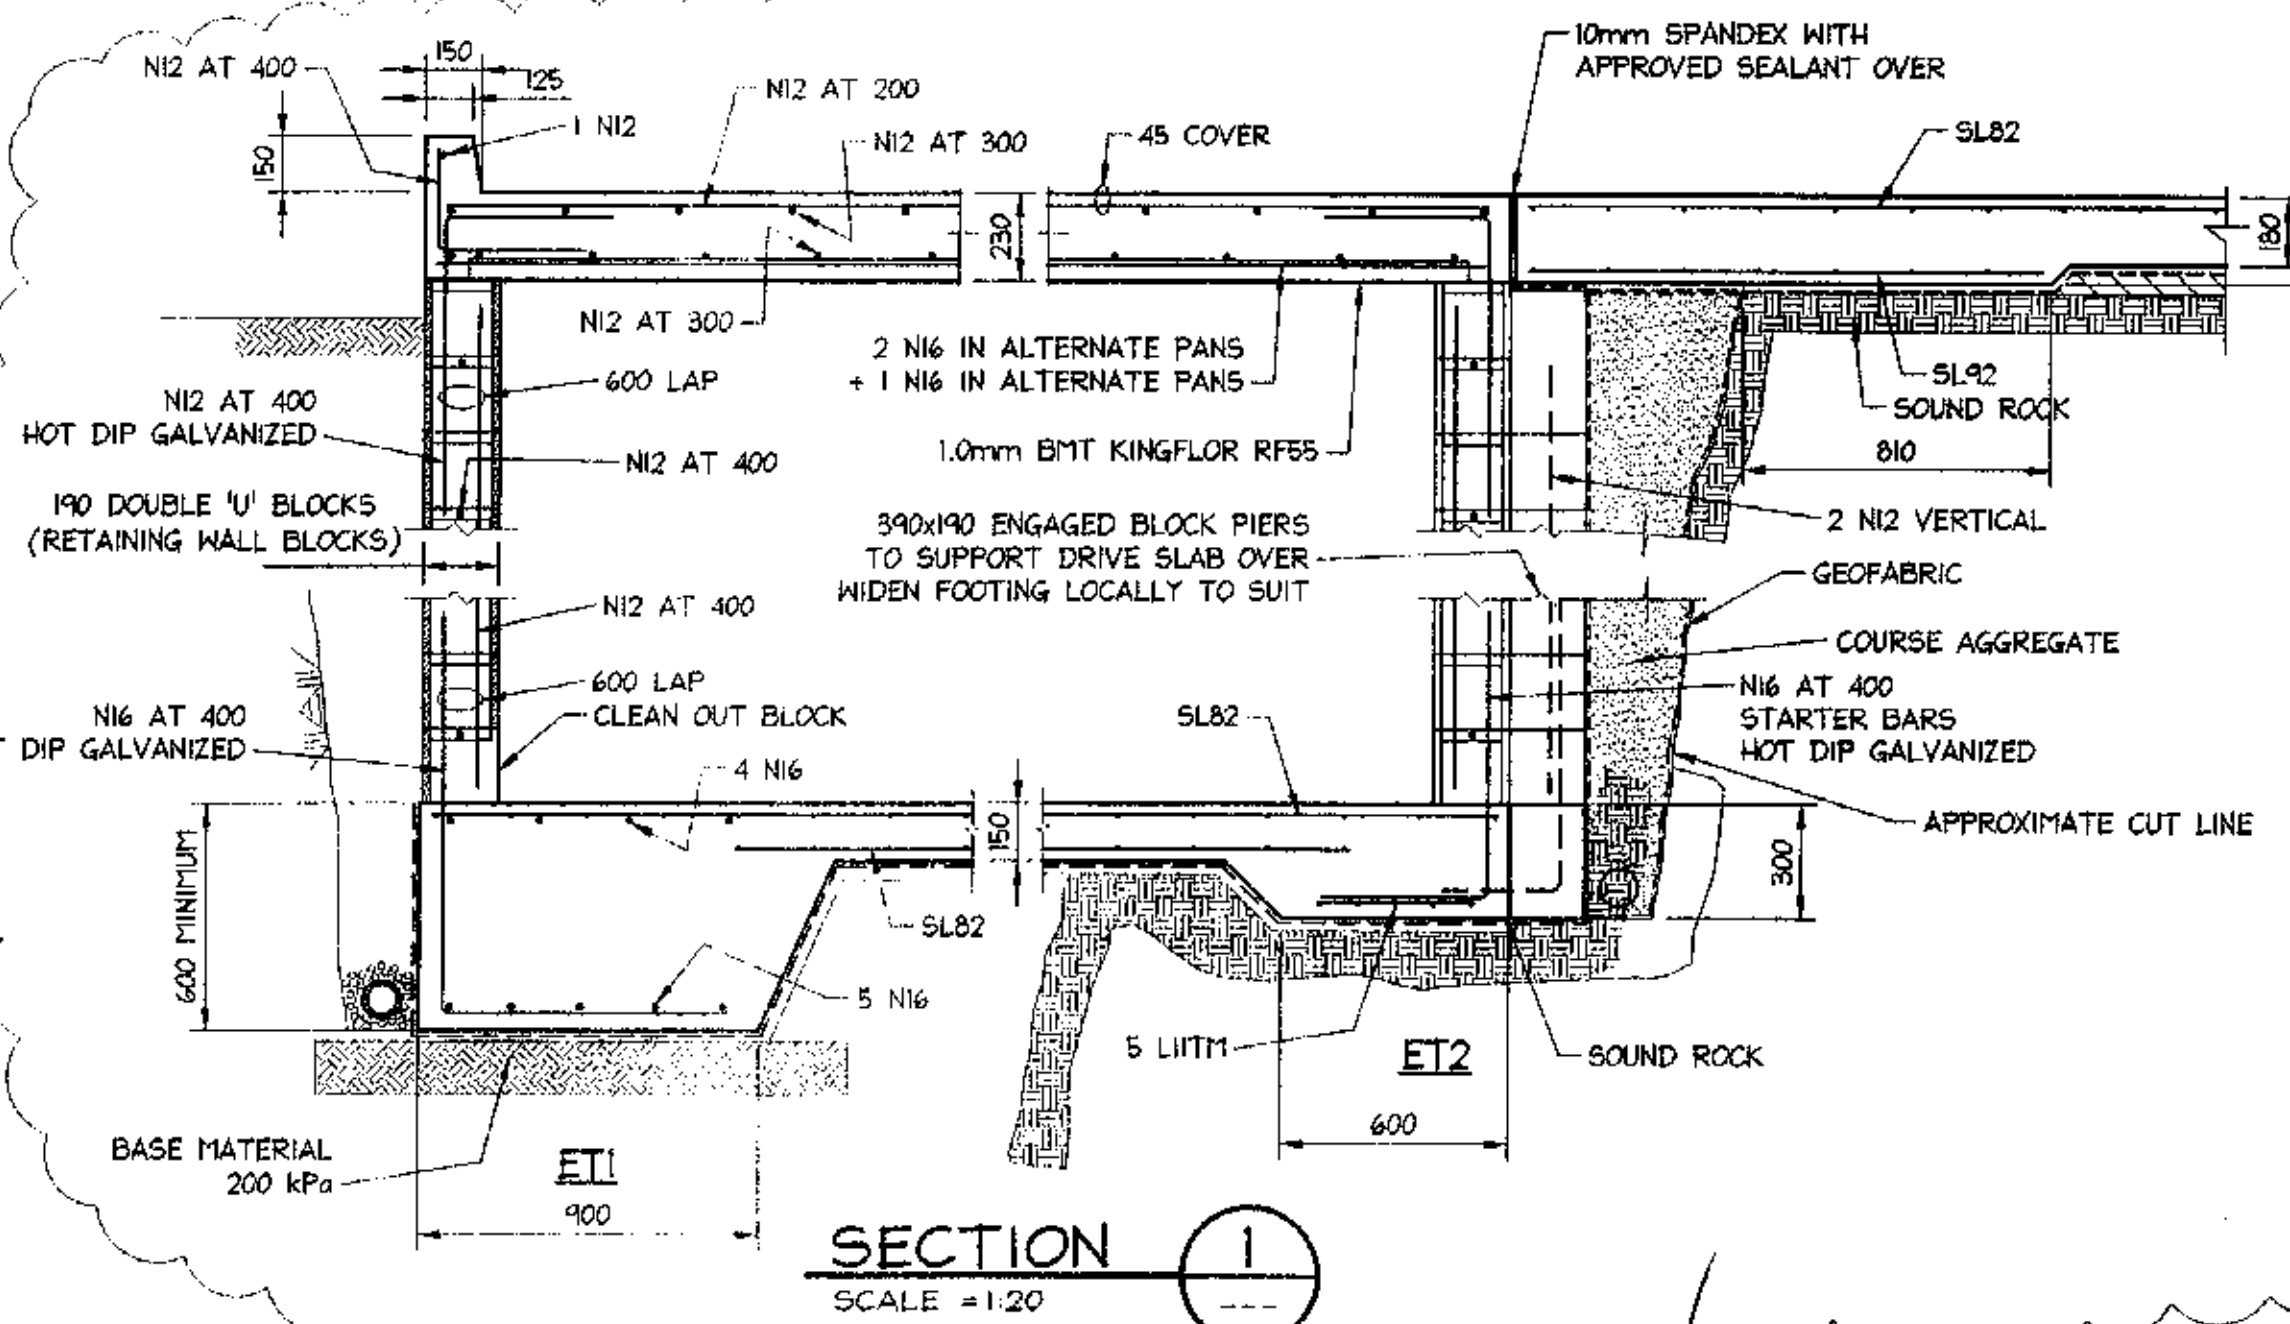 N12 AT 400
150
125
1 N12
150
N12 AT 200
N12 AT 300
45 COVER
10mm SPANDEX WITH
APPROVED SEALANT OVER
SL82
230
180
N12 AT 300
2 N16 IN ALTERNATE PANS
+ 1 N16 IN ALTERNATE PANS
SL92
SOUND ROCK
810
N12 AT 400
HOT DIP GALVANIZED
600 LAP
N12 AT 400
1.0mm BMT KINGFLOR RF55
190 DOUBLE 'U' BLOCKS
(RETAINING WALL BLOCKS)
390x190 ENGAGED BLOCK PIERS
TO SUPPORT DRIVE SLAB OVER
WIDEN FOOTING LOCALLY TO SUIT
2 N12 VERTICAL
GEOFABRIC
N12 AT 400
COURSE AGGREGATE
600 LAP
CLEAN OUT BLOCK
N16 AT 400
DIP GALVANIZED
SL82
N16 AT 400
STARTER BARS
HOT DIP GALVANIZED
4 N16
150
600 MINIMUM
300
APPROXIMATE CUT LINE
SL82
5 N16
5 L11TM
ET2
SOUND ROCK
600
BASE MATERIAL
200 kPa
ET1
900
SECTION
1
SCALE =1:20